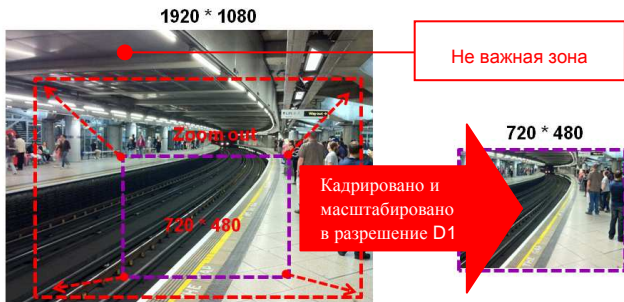 1920 * 1080
Не важная зона
Zoom out
720 * 480
720 * 480
Кадрировано и
масштабировано
в разрешение D1